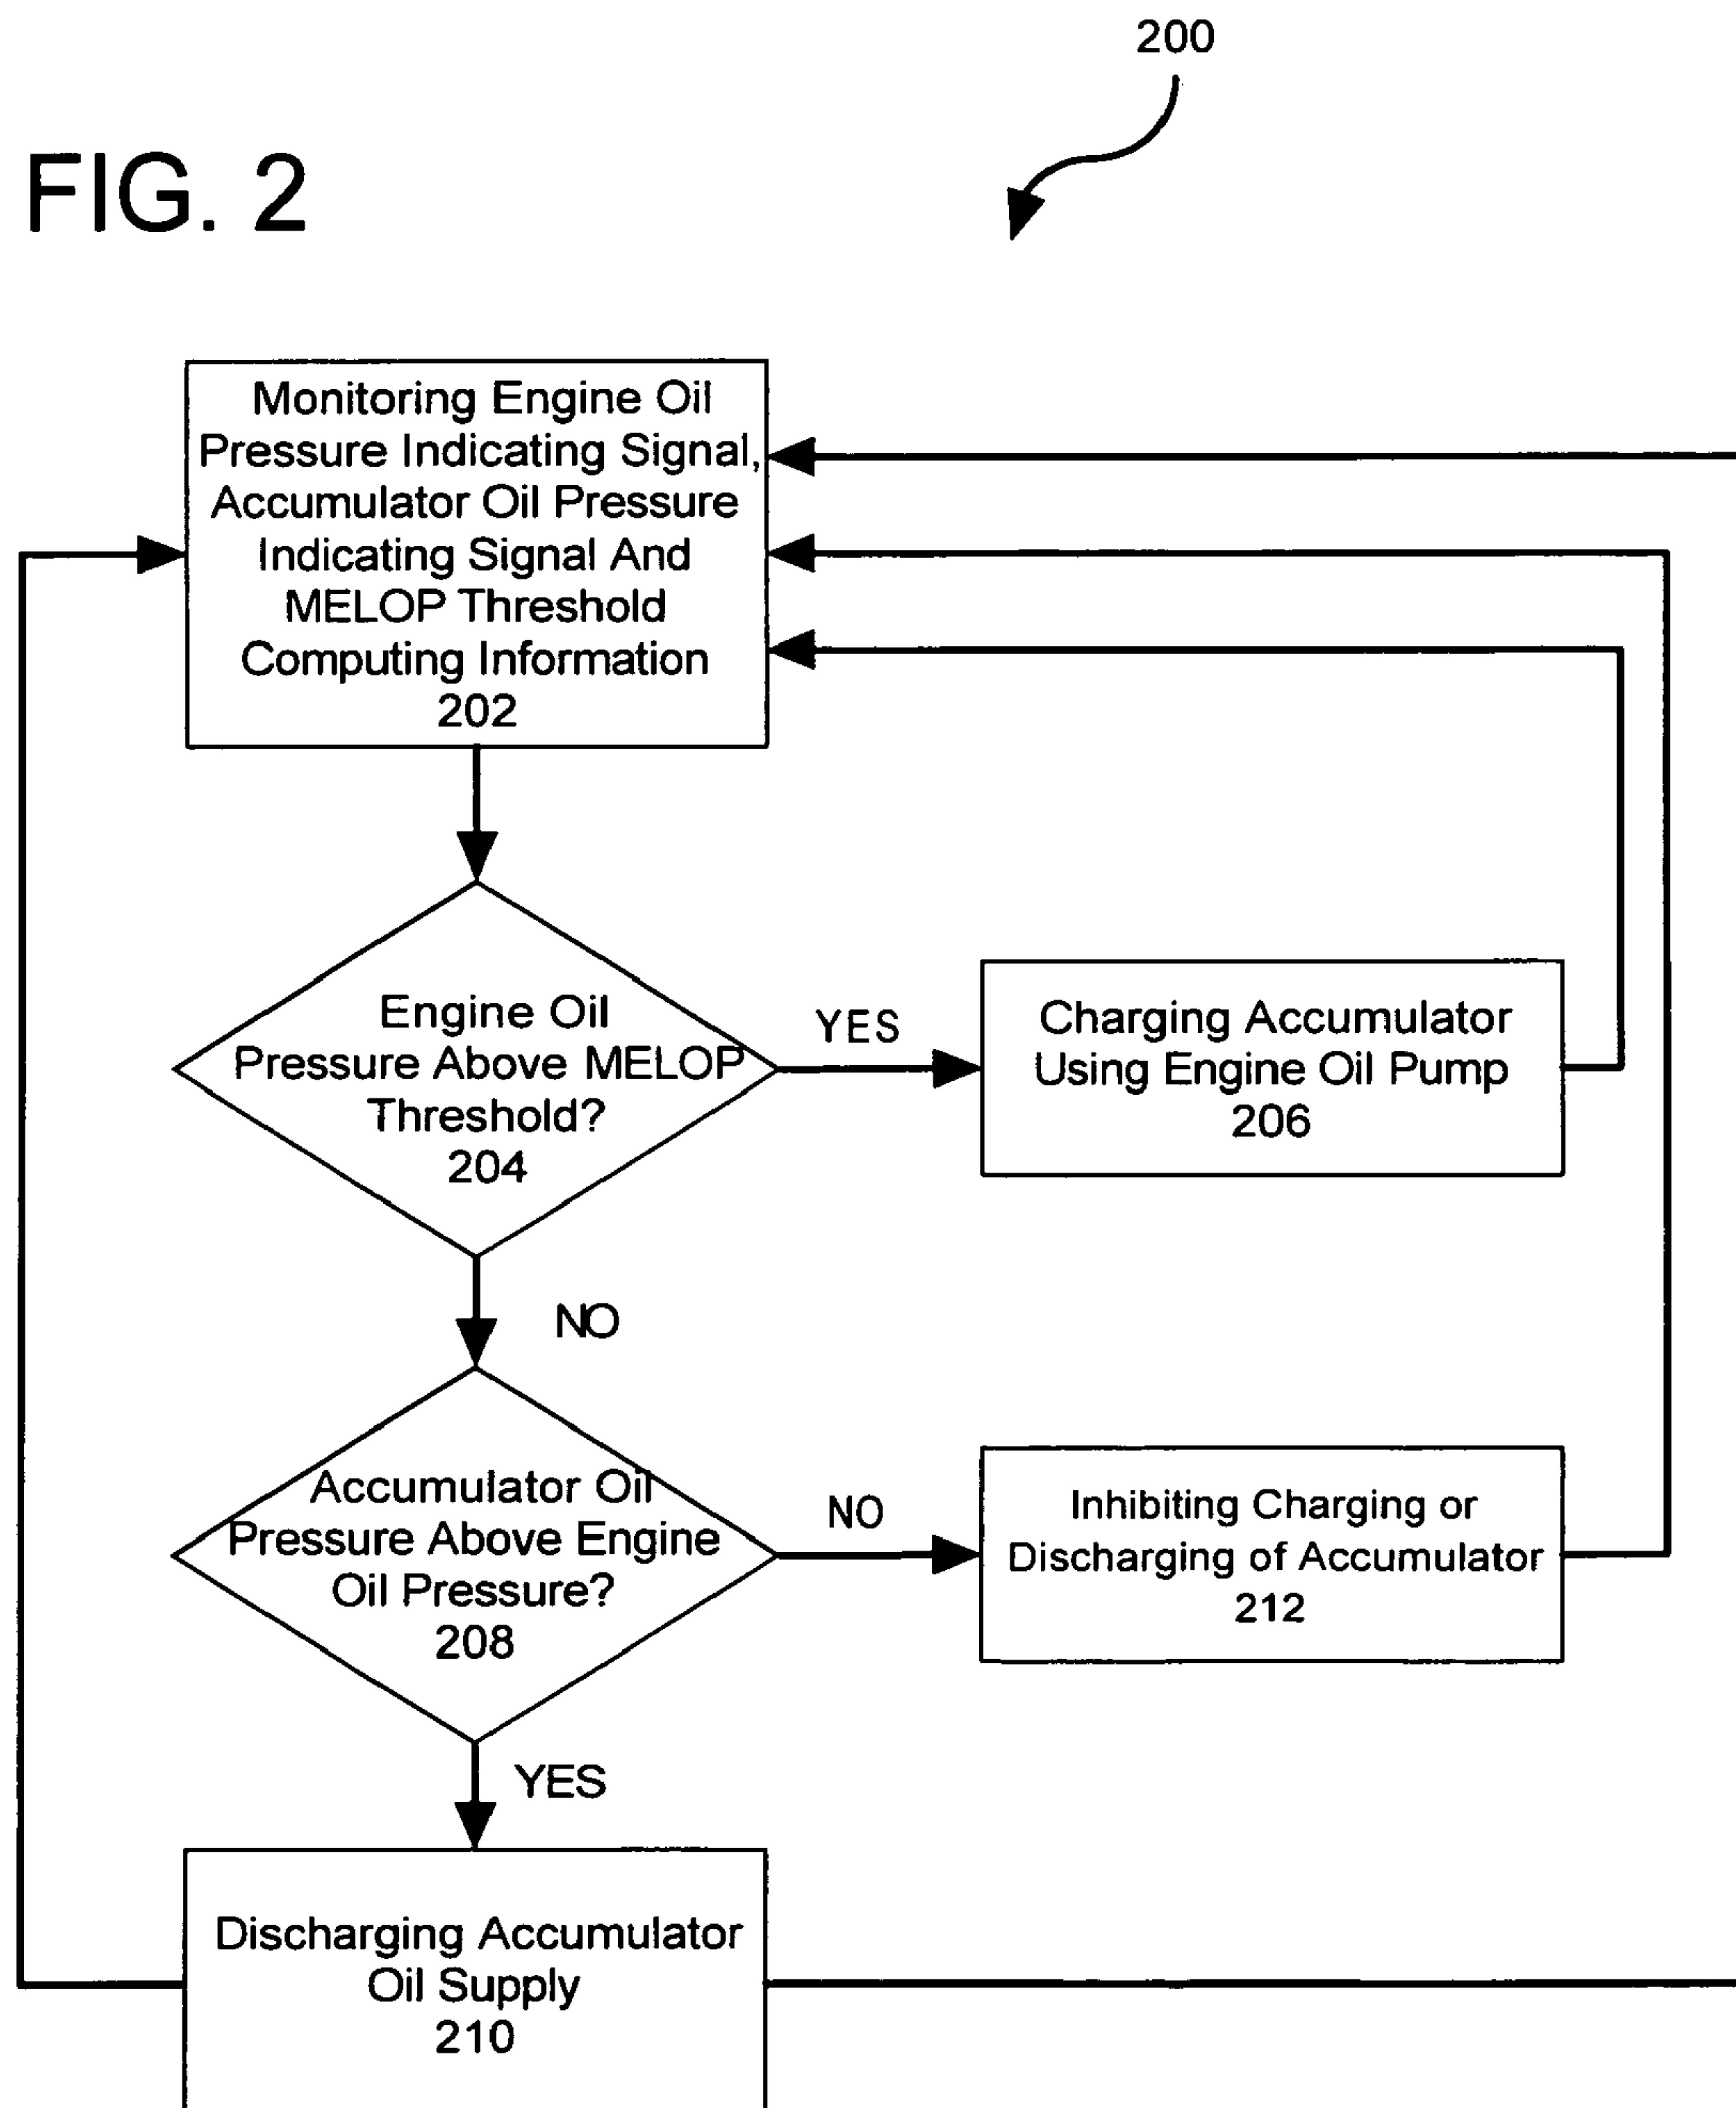 200
FIG. 2
Monitoring Engine Oil
Pressure Indicating Signal,
Accumulator Oil Pressure
Indicating Signal And
MELOP Threshold
Computing Information
202
Engine Oil
Pressure Above MELOP
Threshold?
204
YES
Charging Accumulator
Using Engine Oil Pump
206
NO
Accumulator Oil
Pressure Above Engine
Oil Pressure?
208
NO
Inhibiting Charging or
Discharging of Accumulator
212
YES
Discharging Accumulator
Oil Supply
210